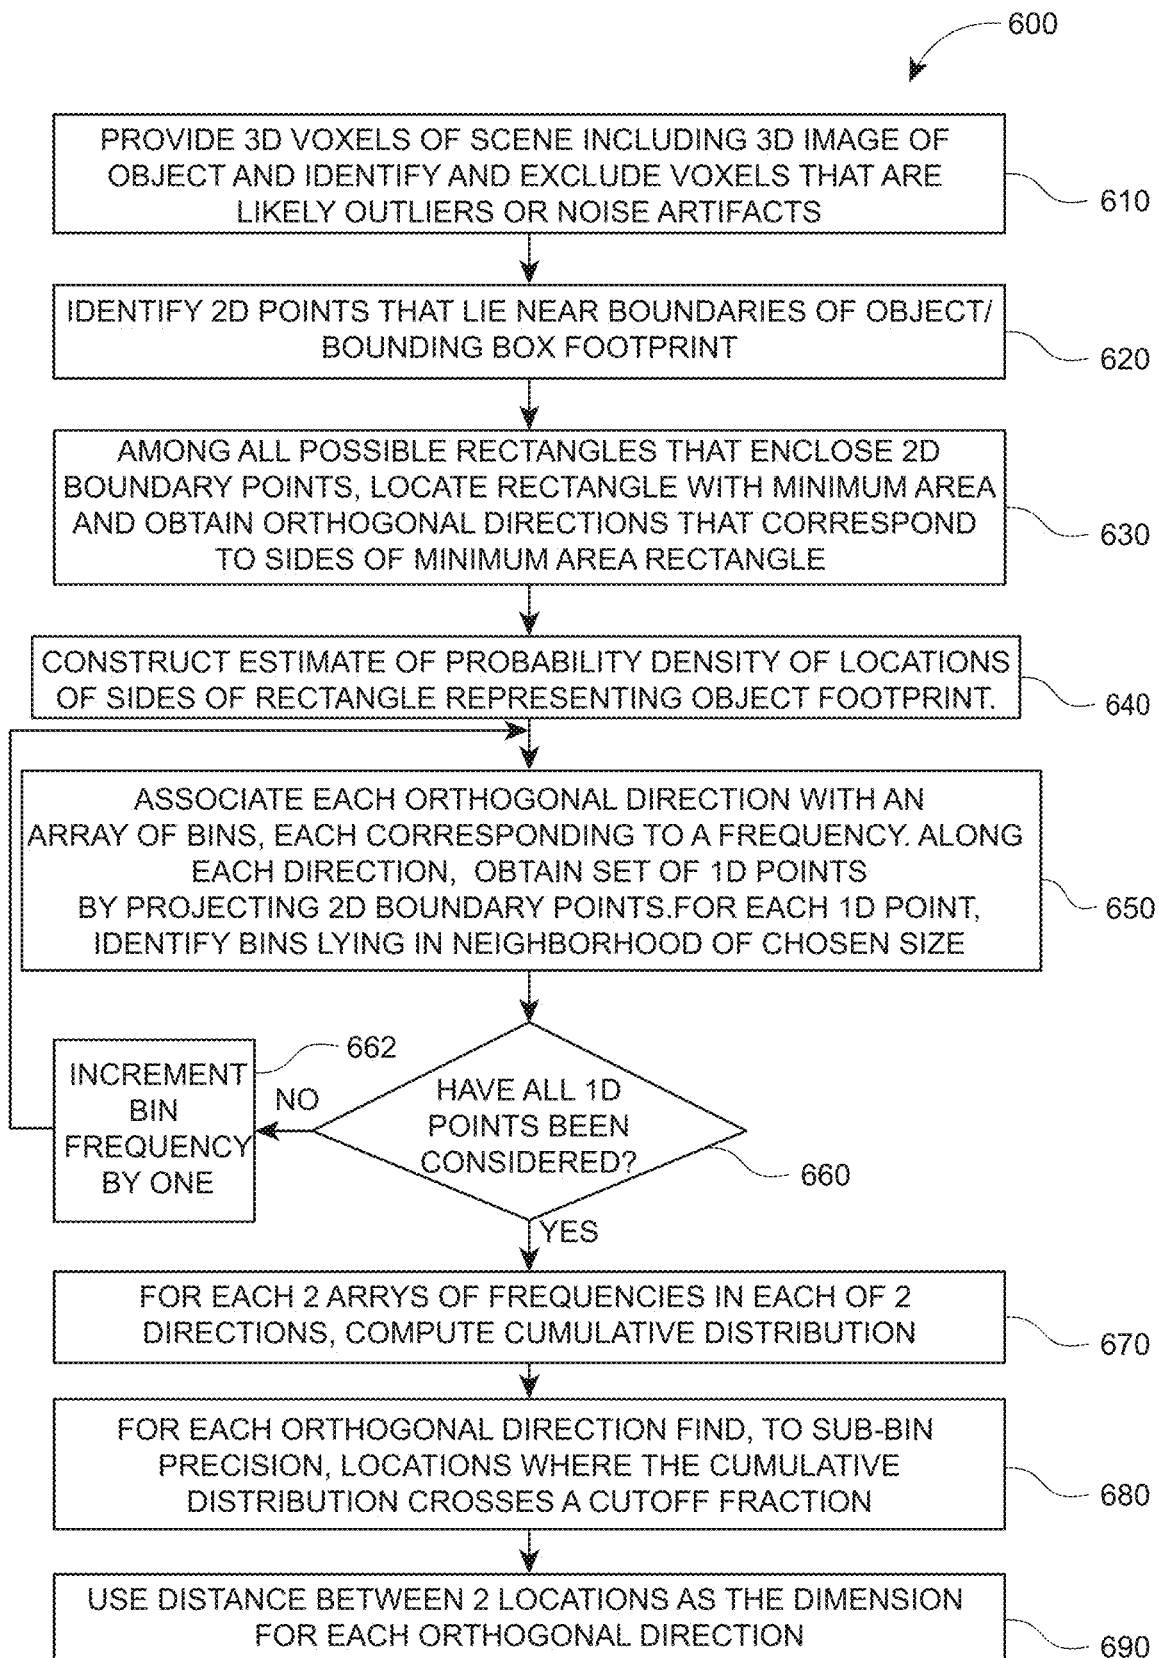 600
PROVIDE 3D VOXELS OF SCENE INCLUDING 3D IMAGE OF
OBJECT AND IDENTIFY AND EXCLUDE VOXELS THAT ARE
LIKELY OUTLIERS OR NOISE ARTIFACTS
610
IDENTIFY 2D POINTS THAT LIE NEAR BOUNDARIES OF OBJECT/
BOUNDING BOX FOOTPRINT
620
AMONG ALL POSSIBLE RECTANGLES THAT ENCLOSE 2D
BOUNDARY POINTS, LOCATE RECTANGLE WITH MINIMUM AREA
AND OBTAIN ORTHOGONAL DIRECTIONS THAT CORRESPOND
TO SIDES OF MINIMUM AREA RECTANGLE
630
CONSTRUCT ESTIMATE OF PROBABILITY DENSITY OF LOCATIONS
OF SIDES OF RECTANGLE REPRESENTING OBJECT FOOTPRINT.
640
ASSOCIATE EACH ORTHOGONAL DIRECTION WITH AN
ARRAY OF BINS, EACH CORRESPONDING TO A FREQUENCY. ALONG
EACH DIRECTION, OBTAIN SET OF 1D POINTS
BY PROJECTING 2D BOUNDARY POINTS.FOR EACH 1D POINT,
IDENTIFY BINS LYING IN NEIGHBORHOOD OF CHOSEN SIZE
650
HAVE ALL 1D
POINTS BEEN
CONSIDERED?
660
NO
662
INCREMENT
BIN
FREQUENCY
BY ONE
YES
FOR EACH 2 ARRYS OF FREQUENCIES IN EACH OF 2
DIRECTIONS, COMPUTE CUMULATIVE DISTRIBUTION
670
FOR EACH ORTHOGONAL DIRECTION FIND, TO SUB-BIN
PRECISION, LOCATIONS WHERE THE CUMULATIVE
DISTRIBUTION CROSSES A CUTOFF FRACTION
680
USE DISTANCE BETWEEN 2 LOCATIONS AS THE DIMENSION
FOR EACH ORTHOGONAL DIRECTION
690